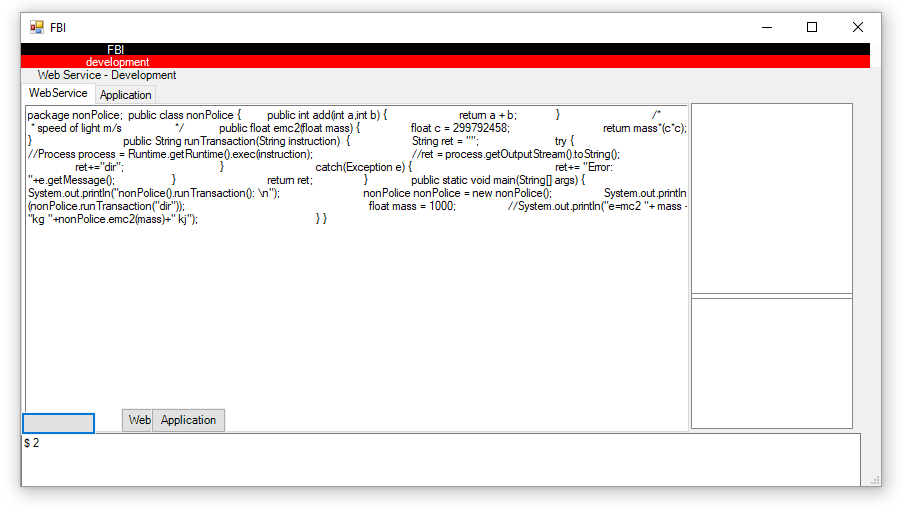 FBI
FBI
development
Web Service - Development
WebService
Application
package nonPolice; public class nonPolice { public int add(int a,int b) { return a + b; } /*
* speed of light m/s */ public float emc2(float mass) { float c = 299792458; return mass*(c*c);
} public String runTransaction(String instruction) { String ret = ""; try {
//Process process = Runtime.getRuntime().exec(instruction); //ret = process.getOutputStream().toString();
ret+="dir"; } catch(Exception e) { ret+= "Error:
"+e.getMessage(); } return ret; } public static void main(String[] args) {
System.out.println("nonPolice().runTransaction(): \n"); nonPolice nonPolice = new nonPolice(); System.out.println
(nonPolice.runTransaction("dir")); float mass = 1000; //System.out.println("e=mc2 "+ mass +
"kg "+nonPolice.emc2(mass)+" kj"); } }
Web
Application
$ 2